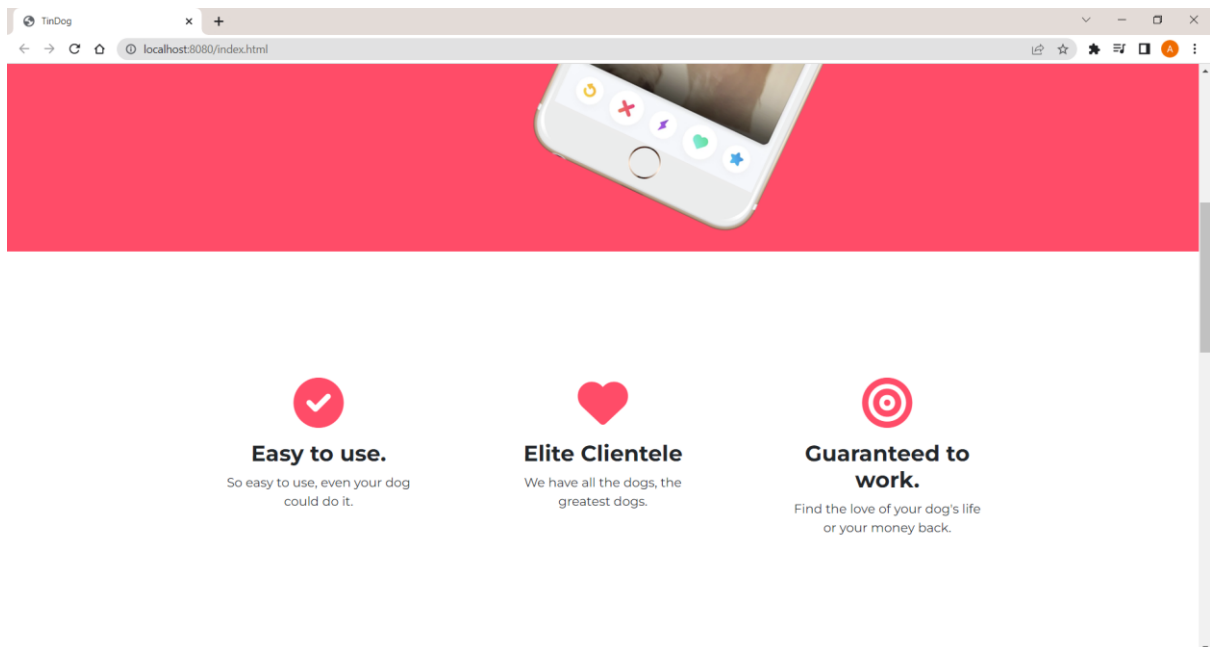 TinDog
localhost:8080/index.html
A
Easy to use.
So easy to use, even your dog
could do it.
Elite Clientele
We have all the dogs, the
greatest dogs.
Guaranteed to
work.
Find the love of your dog's life
or your money back.